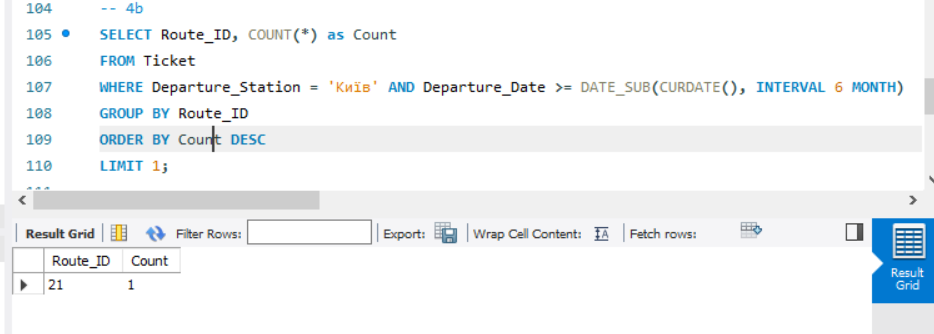 104 -- 4b
105 SELECT Route_ID, COUNT(*) as Count
106 FROM Ticket
107 WHERE Departure_Station = 'Київ' AND Departure_Date >= DATE_SUB(CURDATE(), INTERVAL 6 MONTH)
108 GROUP BY Route_ID
109 ORDER BY Count DESC
110 LIMIT 1;
Result Grid Filter Rows: Export: Wrap Cell Content: Fetch rows:
Route_ID Count
21 1
Result
Grid